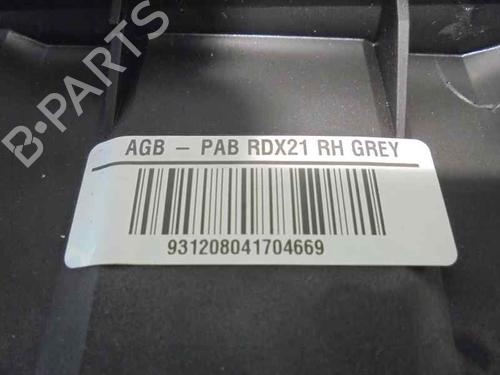 B-PARTS
AGB – PAB RDX21 RH GREY
931208041704669